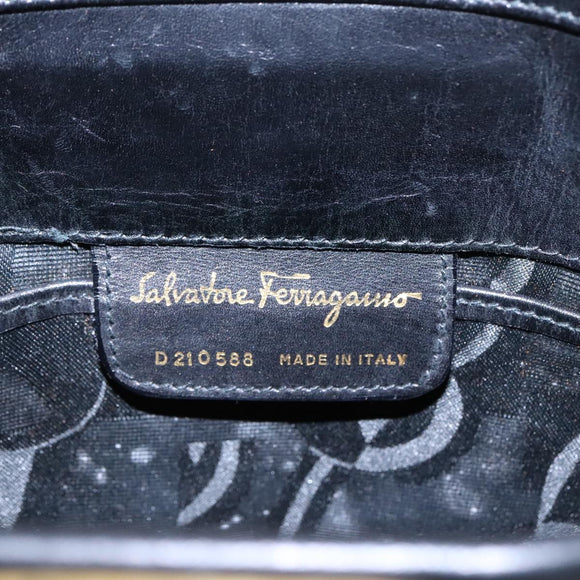 Salvatore Ferragamo
D210588 MADE IN ITALY